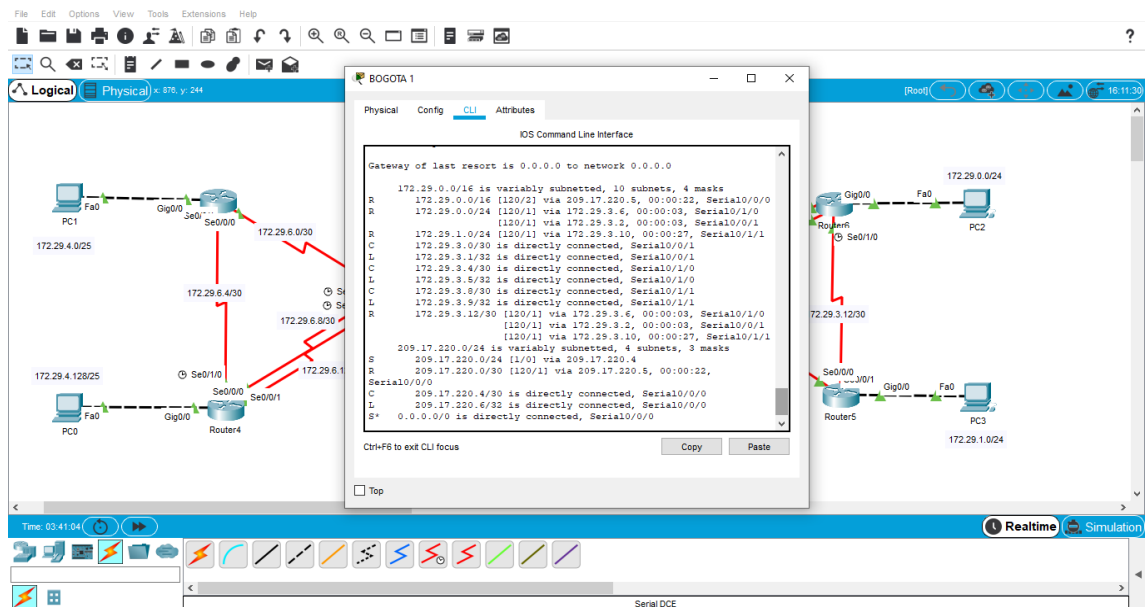 File Edit Options View Tools Extensions Help
?
Logical
Physical
x: 876, y: 244
[Root]
16:11:30
BOGOTA 1
Physical Config CLI Attributes
IOS Command Line Interface
Gateway of last resort is 0.0.0.0 to network 0.0.0.0
172.29.0.0/16 is variably subnetted, 10 subnets, 4 masks
R 172.29.0.0/16 [120/2] via 209.17.220.5, 00:00:22, Serial0/0/0
R 172.29.0.0/24 [120/1] via 172.29.3.6, 00:00:03, Serial0/1/0
[120/1] via 172.29.3.2, 00:00:03, Serial0/0/1
R 172.29.1.0/24 [120/1] via 172.29.3.10, 00:00:27, Serial0/1/1
C 172.29.3.0/30 is directly connected, Serial0/0/1
L 172.29.3.1/32 is directly connected, Serial0/0/1
C 172.29.3.4/30 is directly connected, Serial0/1/0
L 172.29.3.5/32 is directly connected, Serial0/1/0
C 172.29.3.8/30 is directly connected, Serial0/1/1
L 172.29.3.9/32 is directly connected, Serial0/1/1
R 172.29.3.12/30 [120/1] via 172.29.3.6, 00:00:03, Serial0/1/0
[120/1] via 172.29.3.2, 00:00:03, Serial0/0/1
[120/1] via 172.29.3.10, 00:00:27, Serial0/1/1
209.17.220.0/24 is variably subnetted, 4 subnets, 3 masks
S 209.17.220.0/24 [1/0] via 209.17.220.4
R 209.17.220.0/30 [120/1] via 209.17.220.5, 00:00:22,
Serial0/0/0
C 209.17.220.4/30 is directly connected, Serial0/0/0
L 209.17.220.6/32 is directly connected, Serial0/0/0
S* 0.0.0.0/0 is directly connected, Serial0/0/0
Ctrl+F6 to exit CLI focus
Copy
Paste
Top
Fa0
PC1
172.29.4.0/25
Gig0/0
Se0/0/0
172.29.6.0/30
172.29.6.4/30
172.29.6.8/30
172.29.6.1
172.29.4.128/25
Se0/1/0
Se0/0/0
Se0/0/1
Fa0
PC0
Gig0/0
Router4
172.29.0.0/24
Gig0/0
Fa0
Router6
PC2
Se0/1/0
72.29.3.12/30
Se0/0/0
Gig0/0
Fa0
Router5
PC3
172.29.1.0/24
Time: 03:41:04
Realtime
Simulation
Serial DCE